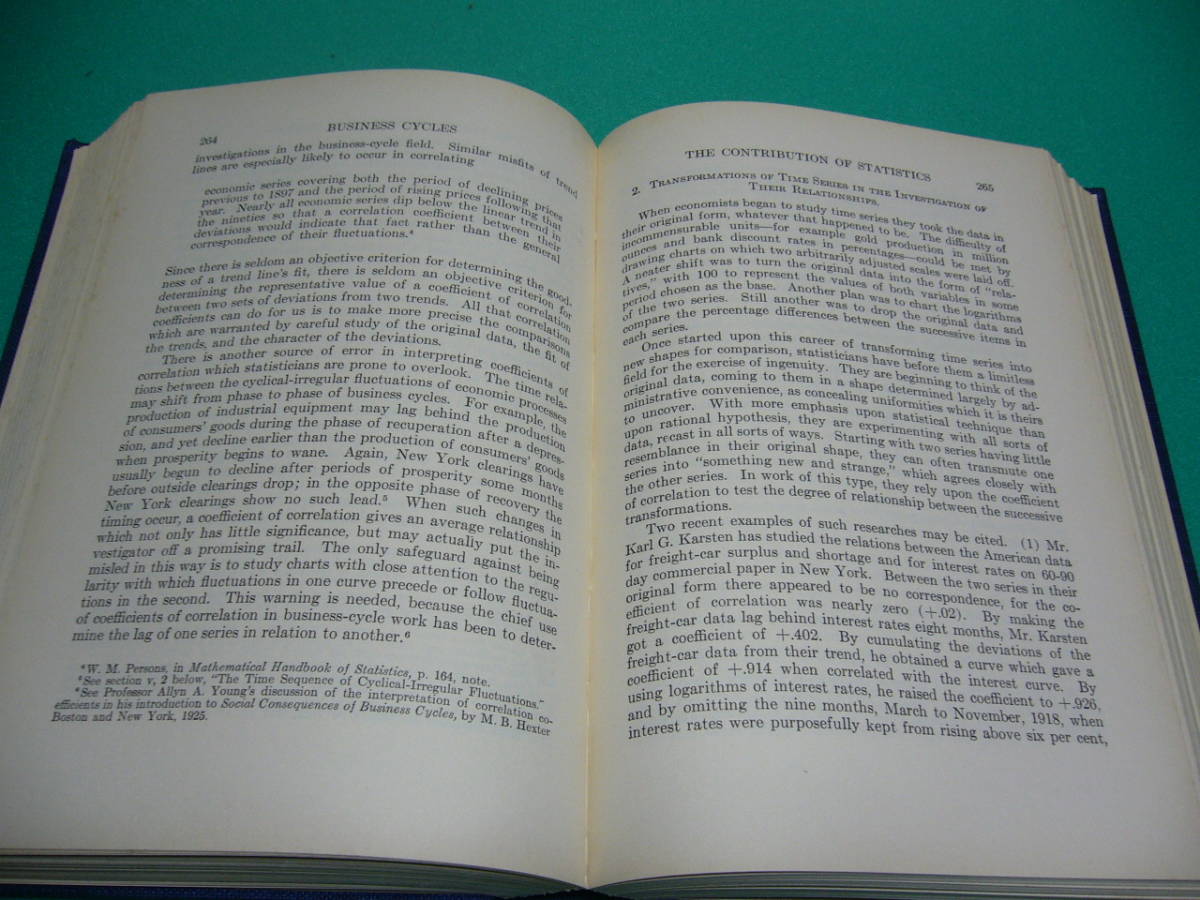 264
BUSINESS CYCLES
investigations in the business-cycle field. Similar misfits of trend
lines are especially likely to occur in correlating
economic series covering both the period of declining prices
previous to 1897 and the period of rising prices following that
year. Nearly all economic series dip below the linear trend in
the nineties so that a correlation coefficient between their
deviations would indicate that fact rather than the general
correspondence of their fluctuations.⁴
Since there is seldom an objective criterion for determining the good-
ness of a trend line's fit, there is seldom an objective criterion for
determining the representative value of a coefficient of correlation
between two sets of deviations from two trends. All that correlation
coefficients can do for us is to make more precise the comparisons
which are warranted by careful study of the original data, the fit of
the trends, and the character of the deviations.
There is another source of error in interpreting coefficients of
correlation which statisticians are prone to overlook. The time rela-
tions between the cyclical-irregular fluctuations of economic processes
may shift from phase to phase of business cycles. For example, the
production of industrial equipment may lag behind the production
of consumers' goods during the phase of recuperation after a depres-
sion, and yet decline earlier than the production of consumers' goods
when prosperity begins to wane. Again, New York clearings have
usually begun to decline after periods of prosperity some months
before outside clearings drop; in the opposite phase of recovery the
New York clearings show no such lead.⁵ When such changes in
timing occur, a coefficient of correlation gives an average relationship
which not only has little significance, but may actually put the in-
vestigator off a promising trail. The only safeguard against being
misled in this way is to study charts with close attention to the regu-
larity with which fluctuations in one curve precede or follow fluctua-
tions in the second. This warning is needed, because the chief use
of coefficients of correlation in business-cycle work has been to deter-
mine the lag of one series in relation to another.⁶
⁴W. M. Persons, in Mathematical Handbook of Statistics, p. 164, note.
⁵See section v, 2 below, "The Time Sequence of Cyclical-Irregular Fluctuations."
⁶See Professor Allyn A. Young's discussion of the interpretation of correlation co-
efficients in his introduction to Social Consequences of Business Cycles, by M. B. Hexter
Boston and New York, 1925.
THE CONTRIBUTION OF STATISTICS
265
2. TRANSFORMATIONS OF TIME SERIES IN THE INVESTIGATION OF
THEIR RELATIONSHIPS.
When economists began to study time series they took the data in
their original form, whatever that happened to be. The difficulty of
incommensurable units—for example gold production in million
ounces and bank discount rates in percentages—could be met by
drawing charts on which two arbitrarily adjusted scales were laid off.
A neater shift was to turn the original data into the form of "rela-
tives," with 100 to represent the values of both variables in some
period chosen as the base. Another plan was to chart the logarithms
of the two series. Still another was to drop the original data and
compare the percentage differences between the successive items in
each series.
Once started upon this career of transforming time series into
new shapes for comparison, statisticians have before them a limitless
field for the exercise of ingenuity. They are beginning to think of the
original data, coming to them in a shape determined largely by ad-
ministrative convenience, as concealing uniformities which it is theirs
to uncover. With more emphasis upon statistical technique than
upon rational hypothesis, they are experimenting with all sorts of
data, recast in all sorts of ways. Starting with two series having little
resemblance in their original shape, they can often transmute one
series into "something new and strange," which agrees closely with
the other series. In work of this type, they rely upon the coefficient
of correlation to test the degree of relationship between the successive
transformations.
Two recent examples of such researches may be cited. (1) Mr.
Karl G. Karsten has studied the relations between the American data
for freight-car surplus and shortage and for interest rates on 60-90
day commercial paper in New York. Between the two series in their
original form there appeared to be no correspondence, for the co-
efficient of correlation was nearly zero (+.02). By making the
freight-car data lag behind interest rates eight months, Mr. Karsten
got a coefficient of +.402. By cumulating the deviations of the
freight-car data from their trend, he obtained a curve which gave a
coefficient of +.914 when correlated with the interest curve. By
using logarithms of interest rates, he raised the coefficient to +.926,
and by omitting the nine months, March to November, 1918, when
interest rates were purposefully kept from rising above six per cent,